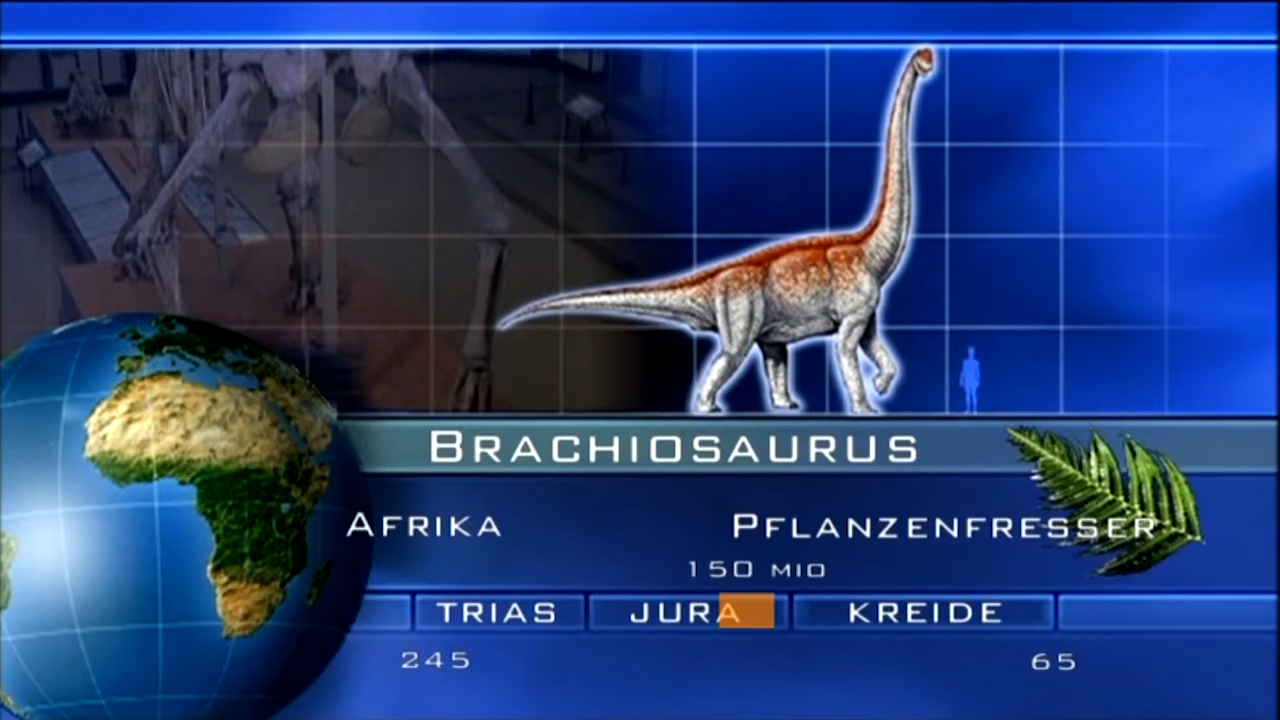 BRACHIOSAURUS
AFRIKA PFLANZENFRESSER
150 MIO
TRIAS JURA KREIDE
245 65